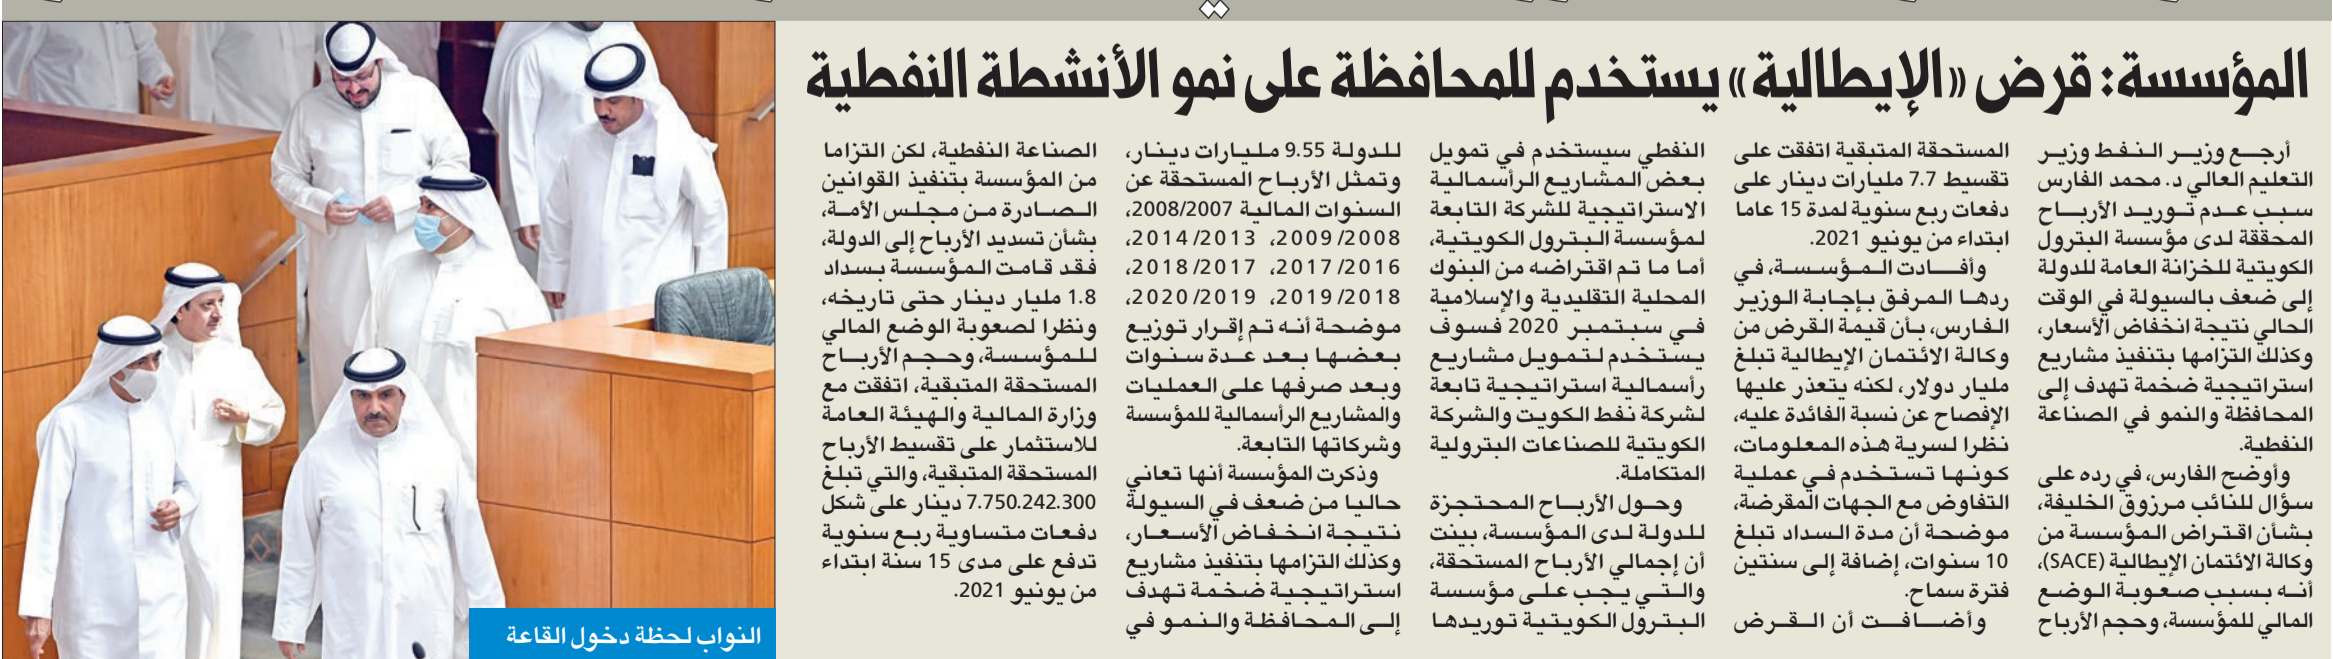 المؤسسة: قرض «الإيطالية» يستخدم للمحافظة على نمو الأنشطة النفطية
أرجع وزير النفط وزير
التعليم العالي د. محمد الفارس
سبب عدم توريد الأرباح
المحققة لدى مؤسسة البترول
الكويتية للخزانة العامة للدولة
إلى ضعف بالسيولة في الوقت
الحالي نتيجة انخفاض الأسعار،
وكذلك التزامها بتنفيذ مشاريع
استراتيجية ضخمة تهدف إلى
المحافظة والنمو في الصناعة
النفطية.
وأوضح الفارس، في رده على
سؤال للنائب مرزوق الخليفة،
بشأن اقتراض المؤسسة من
وكالة الائتمان الإيطالية (SACE)،
أنه بسبب صعوبة الوضع
المالي للمؤسسة، وحجم الأرباح
المستحقة المتبقية اتفقت على
تقسيط 7.7 مليارات دينار على
دفعات ربع سنوية لمدة 15 عاما
ابتداء من يونيو 2021.
وأفادت المؤسسة، في
ردها المرفق بإجابة الوزير
الفارس، بأن قيمة القرض من
وكالة الائتمان الإيطالية تبلغ
مليار دولار، لكنه يتعذر عليها
الإفصاح عن نسبة الفائدة عليه،
نظرا لسرية هذه المعلومات،
كونها تستخدم في عملية
التفاوض مع الجهات المقرضة،
موضحة أن مدة السداد تبلغ
10 سنوات، إضافة إلى سنتين
فترة سماح.
وأضافت أن القرض
النفطي سيستخدم في تمويل
بعض المشاريع الرأسمالية
الاستراتيجية للشركة التابعة
لمؤسسة البترول الكويتية،
أما ما تم اقتراضه من البنوك
المحلية التقليدية والإسلامية
في سبتمبر 2020 فسوف
يستخدم لتمويل مشاريع
رأسمالية استراتيجية تابعة
لشركة نفط الكويت والشركة
الكويتية للصناعات البترولية
المتكاملة.
وحول الأرباح المحتجزة
للدولة لدى المؤسسة، بينت
أن إجمالي الأرباح المستحقة،
والتي يجب على مؤسسة
البترول الكويتية توريدها
للدولة 9.55 مليارات دينار،
وتمثل الأرباح المستحقة عن
السنوات المالية 2008/2007،
2009/2008، 2014/2013،
2017/2016، 2018/2017،
2019/2018، 2020/2019،
موضحة أنه تم إقرار توزيع
بعضها بعد عدة سنوات
وبعد صرفها على العمليات
والمشاريع الرأسمالية للمؤسسة
وشركاتها التابعة.
وذكرت المؤسسة أنها تعاني
حاليا من ضعف في السيولة
نتيجة انخفاض الأسعار،
وكذلك التزامها بتنفيذ مشاريع
استراتيجية ضخمة تهدف
إلى المحافظة والنمو في
الصناعة النفطية، لكن التزاما
من المؤسسة بتنفيذ القوانين
الصادرة من مجلس الأمة،
بشأن تسديد الأرباح إلى الدولة،
فقد قامت المؤسسة بسداد
1.8 مليار دينار حتى تاريخه،
ونظرا لصعوبة الوضع المالي
للمؤسسة، وحجم الأرباح
المستحقة المتبقية، اتفقت مع
وزارة المالية والهيئة العامة
للاستثمار على تقسيط الأرباح
المستحقة المتبقية، والتي تبلغ
7.750.242.300 دينار على شكل
دفعات متساوية ربع سنوية
تدفع على مدى 15 سنة ابتداء
من يونيو 2021.
النواب لحظة دخول القاعة